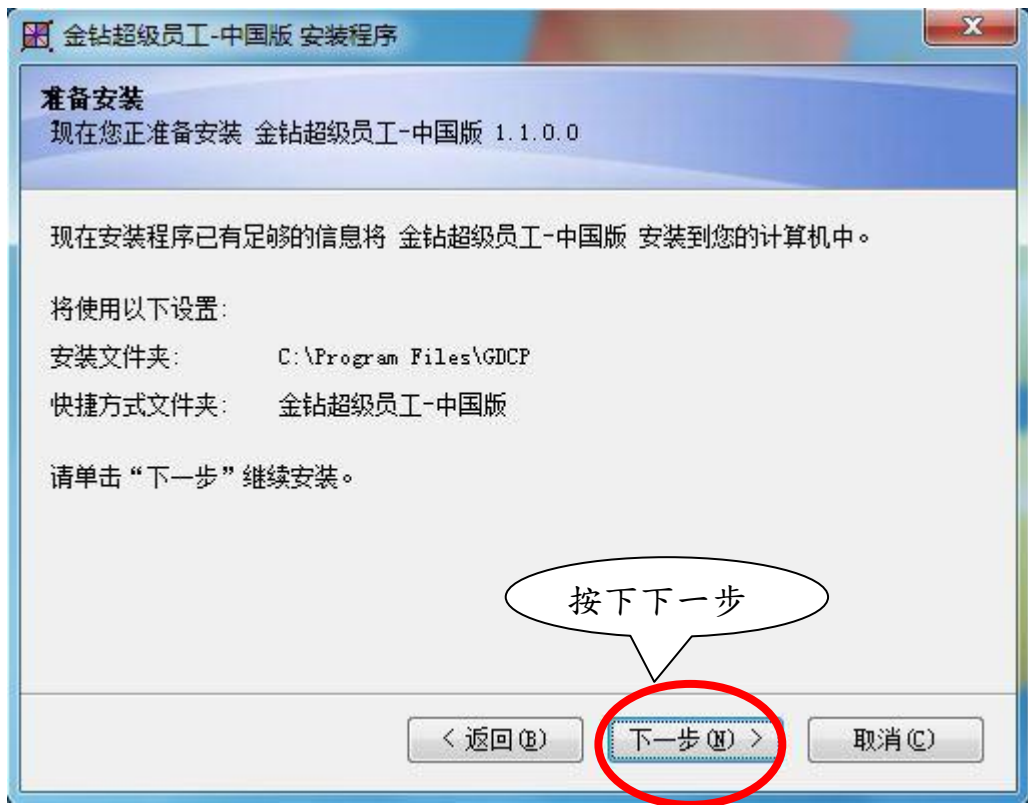 金钻超级员工-中国版 安装程序
准备安装
现在您正准备安装 金钻超级员工-中国版 1.1.0.0
现在安装程序已有足够的信息将 金钻超级员工-中国版 安装到您的计算机中。
将使用以下设置:
安装文件夹: C:\Program Files\GDCP
快捷方式文件夹: 金钻超级员工-中国版
请单击“下一步”继续安装。
按下下一步
< 返回(B) 下一步(N) > 取消(C)